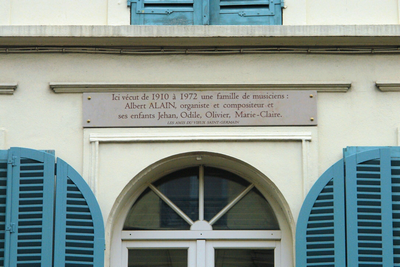 Ici vécut de 1910 à 1972 une famille de musiciens :
Albert ALAIN, organiste et compositeur et
ses enfants Jehan, Odile, Olivier, Marie-Claire.
LES AMIS DU VIEUX SAINT-GERMAIN